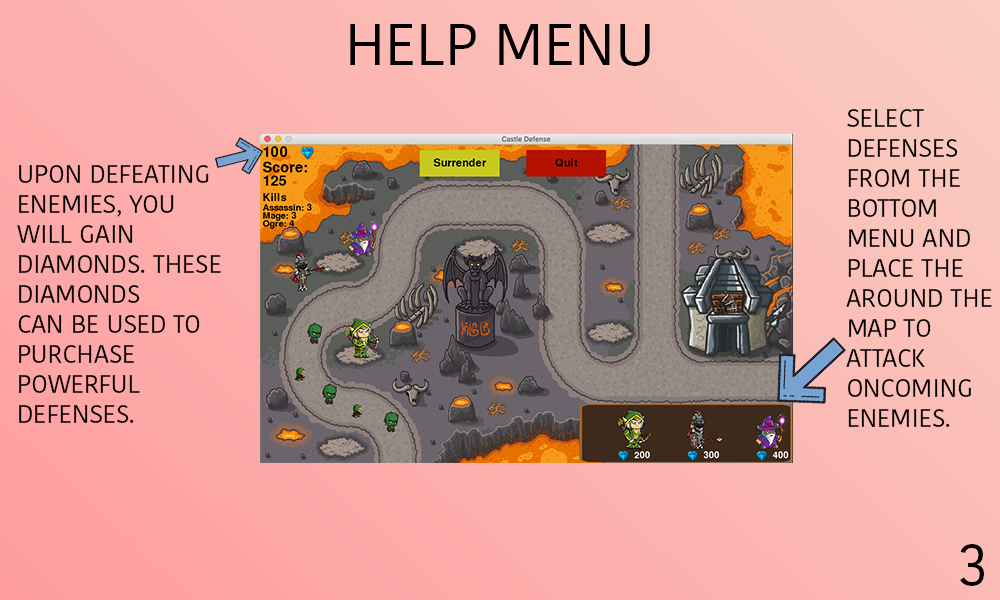 HELP MENU
UPON DEFEATING
ENEMIES, YOU
WILL GAIN
DIAMONDS. THESE
DIAMONDS
CAN BE USED TO
PURCHASE
POWERFUL
DEFENSES.
Castle Defense
100
Score:
125
Kills
Assassin: 3
Mage: 3
Ogre: 4
Surrender
Quit
200
300
400
SELECT
DEFENSES
FROM THE
BOTTOM
MENU AND
PLACE THE
AROUND THE
MAP TO
ATTACK
ONCOMING
ENEMIES.
3